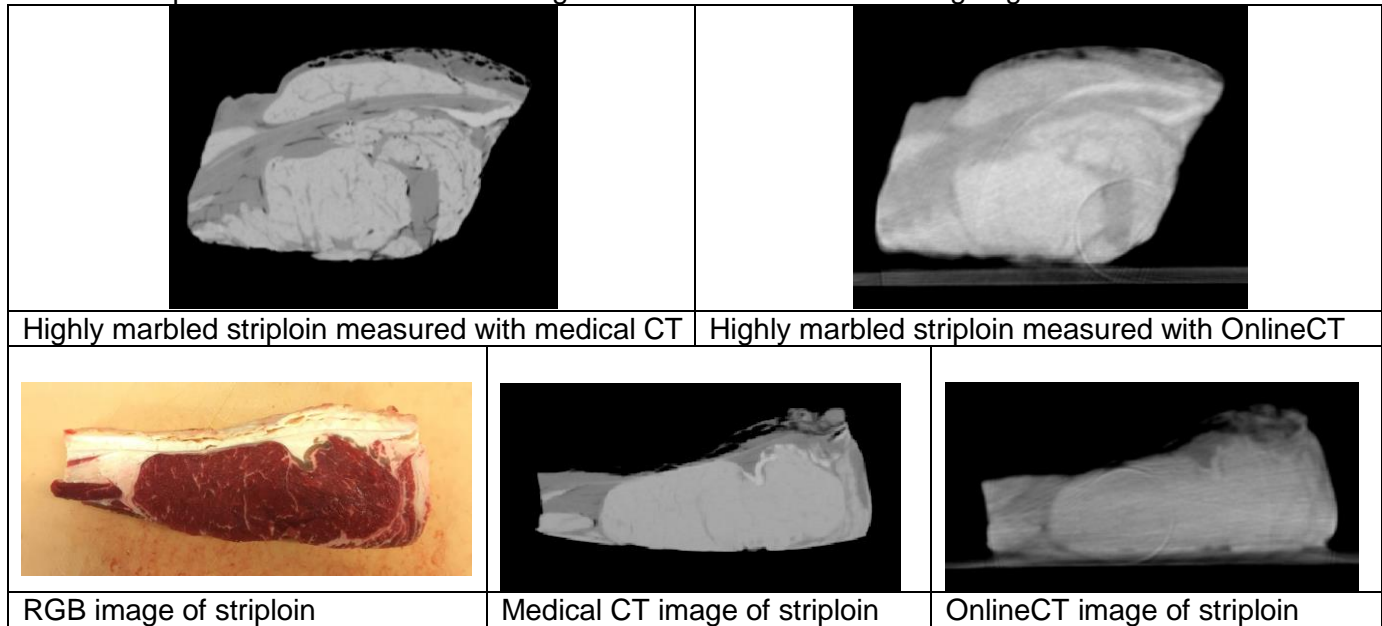 Highly marbled striploin measured with medical CT
Highly marbled striploin measured with OnlineCT
RGB image of striploin
Medical CT image of striploin
OnlineCT image of striploin